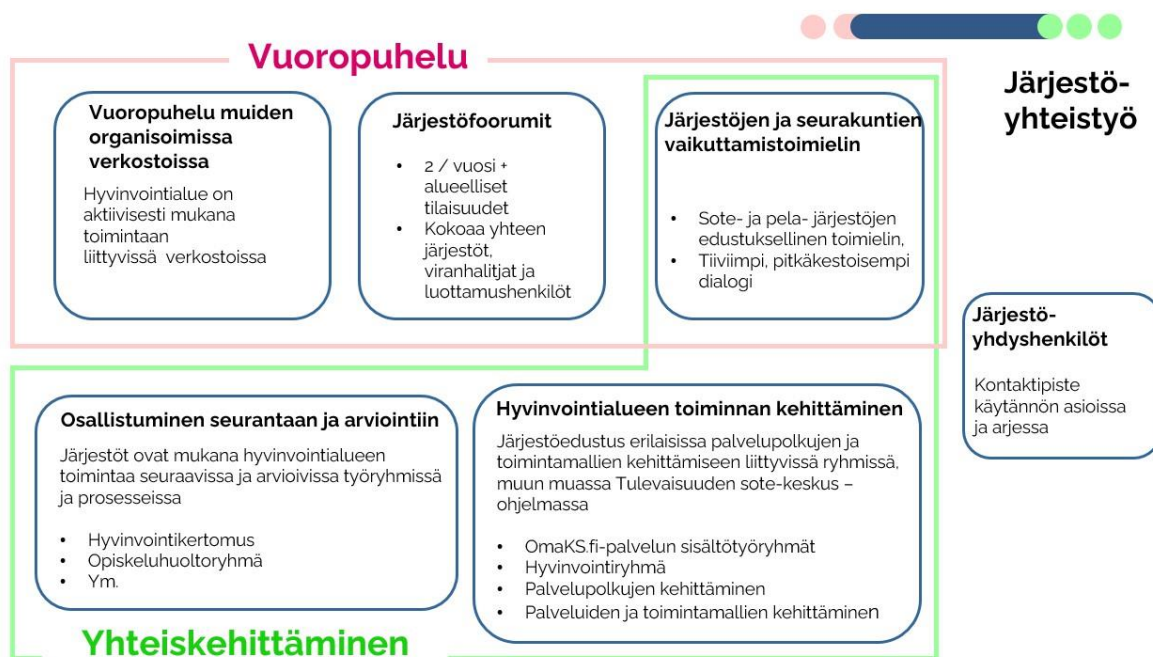 Vuoropuhelu
Järjestö-
yhteistyö
Vuoropuhelu muiden
organisoimissa
verkostoissa
Hyvinvointialue on
aktiivisesti mukana
toimintaan
liittyvissä verkostoissa
Järjestöfoorumit
• 2 / vuosi +
alueelliset
tilaisuudet
• Kokoaa yhteen
järjestöt,
viranhalitjat ja
luottamushenkilöt
Järjestöjen ja seurakuntien
vaikuttamistoimielin
• Sote- ja pela- järjestöjen
edustuksellinen toimielin,
• Tiiviimpi, pitkäkestoisempi
dialogi
Järjestö-
yhdyshenkilöt
Kontaktipiste
käytännön asioissa
ja arjessa
Osallistuminen seurantaan ja arviointiin
Järjestöt ovat mukana hyvinvointialueen
toimintaa seuraavissa ja arvioivissa työryhmissä
ja prosesseissa
• Hyvinvointikertomus
• Opiskeluhuoltoryhmä
• Ym.
Hyvinvointialueen toiminnan kehittäminen
Järjestöedustus erilaisissa palvelupolkujen ja
toimintamallien kehittämiseen liittyvissä ryhmissä,
muun muassa Tulevaisuuden sote-keskus –
ohjelmassa
• OmaKS.fi-palvelun sisältötyöryhmät
• Hyvinvointiryhmä
• Palvelupolkujen kehittäminen
• Palveluiden ja toimintamallien kehittäminen
Yhteiskehittäminen